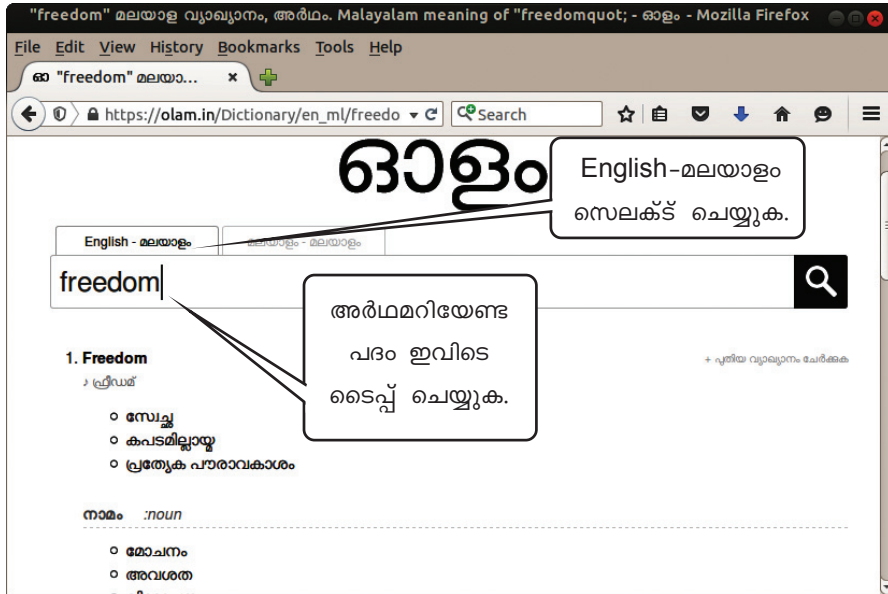 "freedom" മലയാള വ്യാഖ്യാനം, അർഥം. Malayalam meaning of "freedomquot; - ഓളം - Mozilla Firefox
File Edit View History Bookmarks Tools Help
ഓ "freedom" മലയാ...
https://olam.in/Dictionary/en_ml/freedo
Search
ഓളം
English-മലയാളം
സെലക്ട് ചെയ്യുക.
English - മലയാളം
മലയാളം - മലയാളം
freedom
അർഥമറിയേണ്ട
പദം ഇവിടെ
ടൈപ്പ് ചെയ്യുക.
1. Freedom
+ പുതിയ വ്യാഖ്യാനം ചേർക്കുക
♪ ഫ്രീഡമ്
സ്വേച്ഛ
കപടമില്ലായ്മ
പ്രത്യേക പൗരാവകാശം
നാമം :noun
മോചനം
അവശത